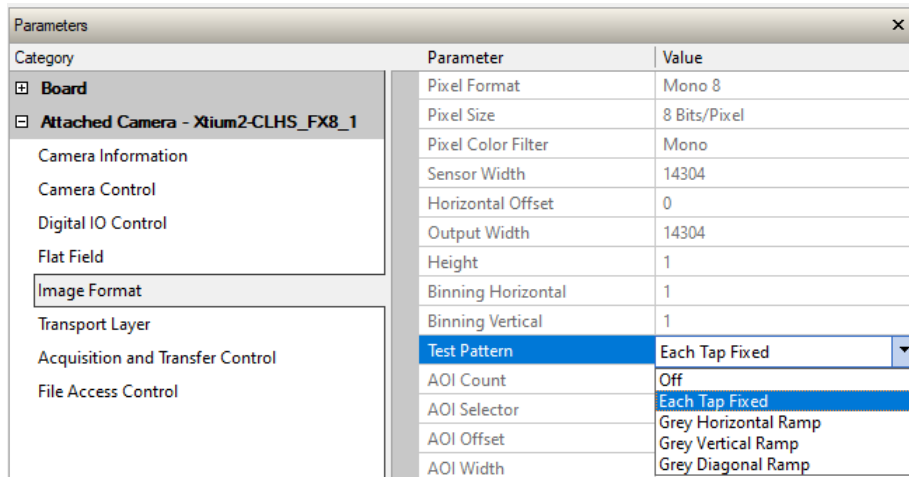 Parameters
Category
Parameter Value
Board
Attached Camera - Xtium2-CLHS_FX8_1
Camera Information
Camera Control
Digital IO Control
Flat Field
Image Format
Transport Layer
Acquisition and Transfer Control
File Access Control
Pixel Format Mono 8
Pixel Size 8 Bits/Pixel
Pixel Color Filter Mono
Sensor Width 14304
Horizontal Offset 0
Output Width 14304
Height 1
Binning Horizontal 1
Binning Vertical 1
Test Pattern Each Tap Fixed
AOI Count
AOI Selector
AOI Offset
AOI Width
Off
Each Tap Fixed
Grey Horizontal Ramp
Grey Vertical Ramp
Grey Diagonal Ramp